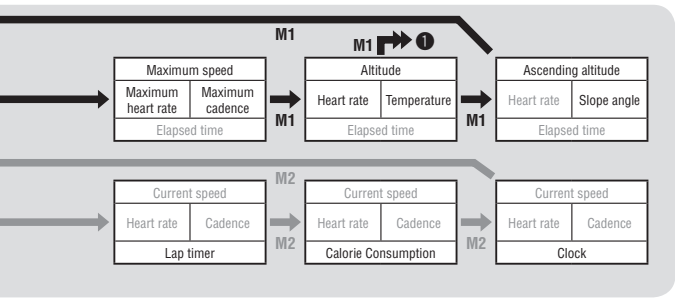 M1
M1 ❶
Maximum speed
Maximum heart rate
Maximum cadence
Elapsed time
M1
Altitude
Heart rate
Temperature
Elapsed time
M1
Ascending altitude
Heart rate
Slope angle
Elapsed time
M2
Current speed
Heart rate
Cadence
Lap timer
M2
Current speed
Heart rate
Cadence
Calorie Consumption
M2
Current speed
Heart rate
Cadence
Clock